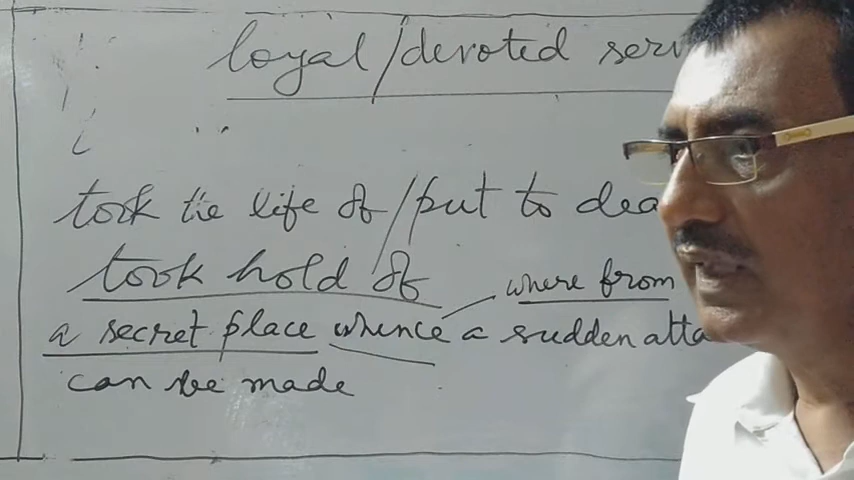 loyal/devoted serv
took the life of/put to dea
took hold of
where from
a secret place whence a sudden atta
can be made